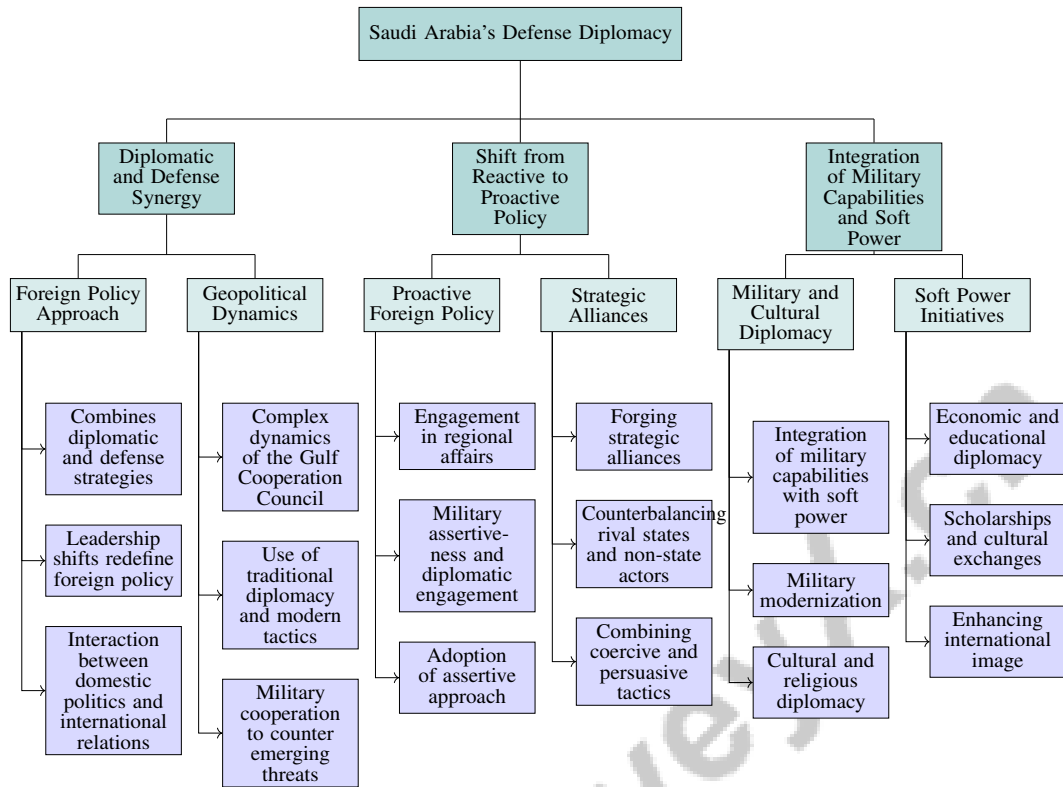 Saudi Arabia's Defense Diplomacy
Diplomatic
and Defense
Synergy
Shift from
Reactive to
Proactive
Policy
Integration
of Military
Capabilities
and Soft
Power
Foreign Policy
Approach
Geopolitical
Dynamics
Proactive
Foreign Policy
Strategic
Alliances
Military and
Cultural
Diplomacy
Soft Power
Initiatives
Combines
diplomatic
and defense
strategies
Leadership
shifts redefine
foreign policy
Interaction
between
domestic
politics and
international
relations
Complex
dynamics
of the Gulf
Cooperation
Council
Use of
traditional
diplomacy
and modern
tactics
Military
cooperation
to counter
emerging
threats
Engagement
in regional
affairs
Military
assertive-
ness and
diplomatic
engagement
Adoption
of assertive
approach
Forging
strategic
alliances
Counterbalancing
rival states
and non-state
actors
Combining
coercive and
persuasive
tactics
Integration
of military
capabilities
with soft
power
Military
modernization
Cultural and
religious
diplomacy
Economic and
educational
diplomacy
Scholarships
and cultural
exchanges
Enhancing
international
image